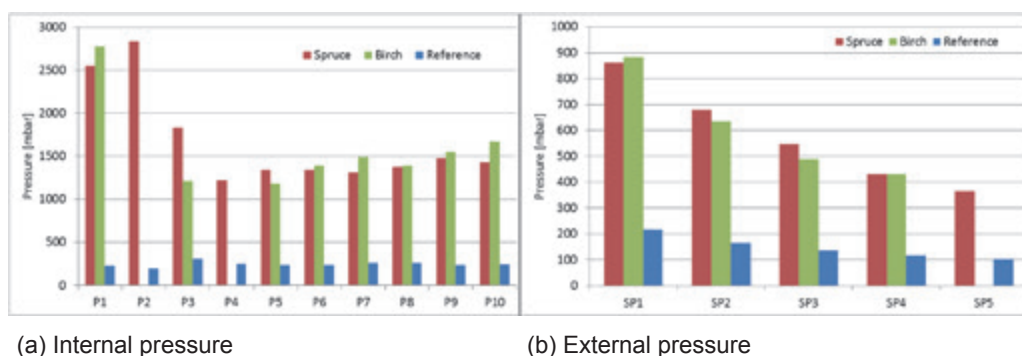 3000
2500
2000
1500
1000
500
0
Pressure [mbar]
Spruce Birch Reference
P1 P2 P3 P4 P5 P6 P7 P8 P9 P10
1000
900
800
700
600
500
400
300
200
100
0
Pressure [mbar]
Spruce Birch Reference
SP1 SP2 SP3 SP4 SP5
(a) Internal pressure
(b) External pressure